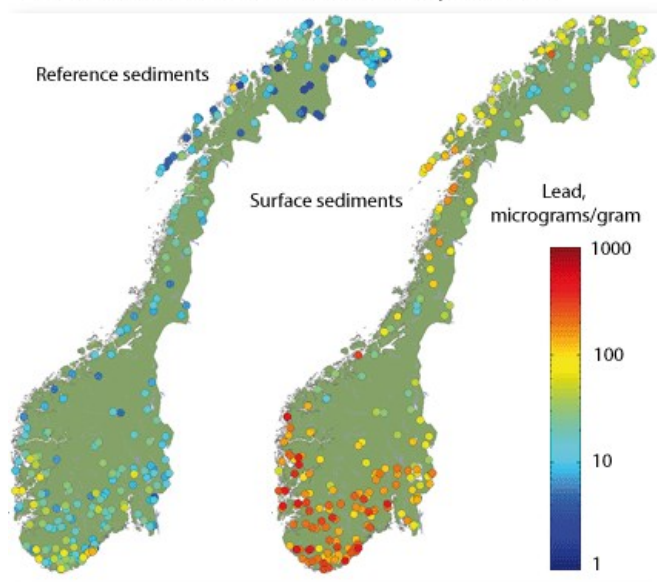 Reference sediments
Surface sediments
Lead,
micrograms/gram
1000
100
10
1